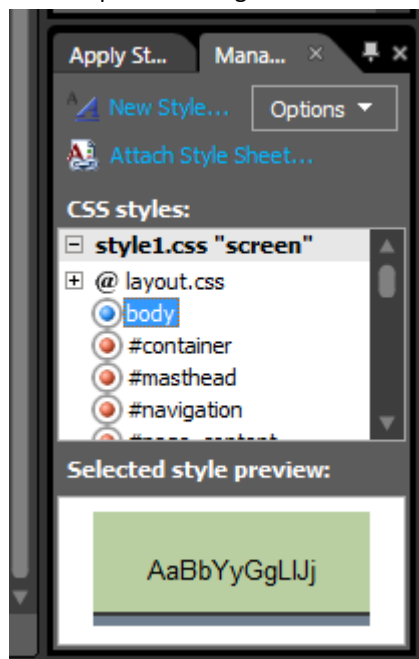 Apply St... Mana...
New Style... Options
Attach Style Sheet...
CSS styles:
style1.css "screen"
@ layout.css
body
#container
#masthead
#navigation
Selected style preview:
AaBbYyGgLlJj